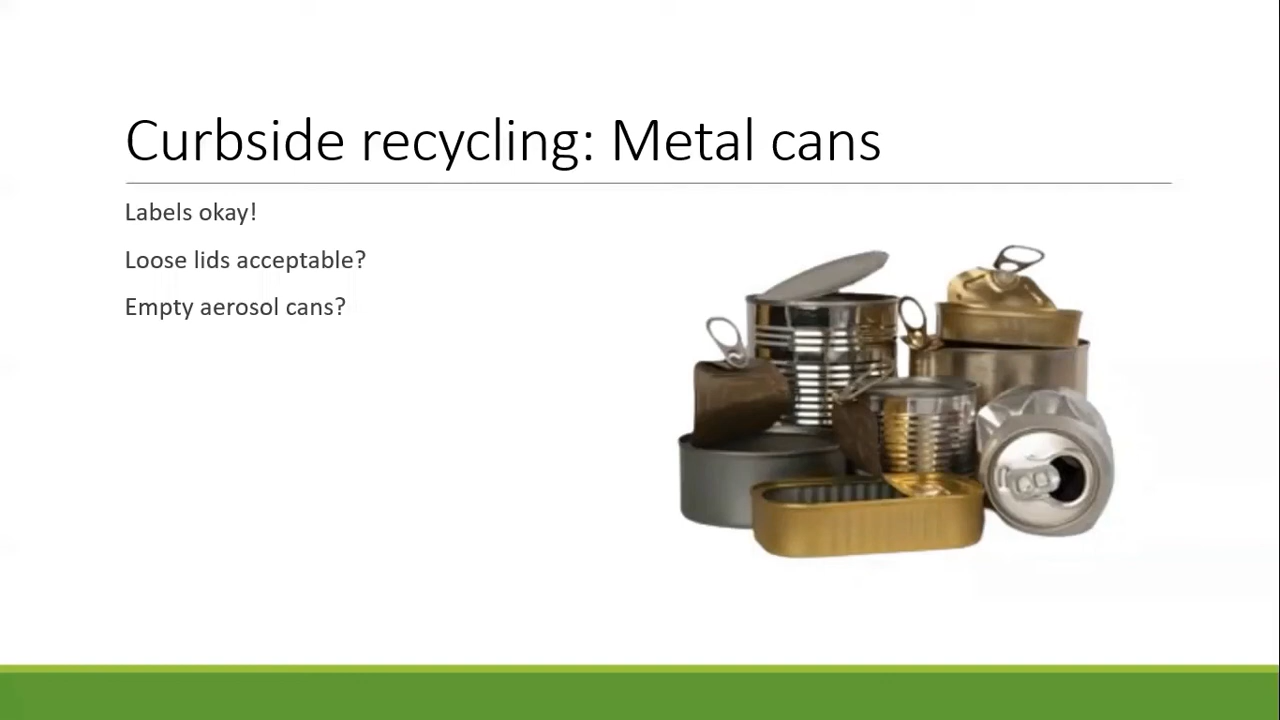 Curbside recycling: Metal cans
Labels okay!
Loose lids acceptable?
Empty aerosol cans?